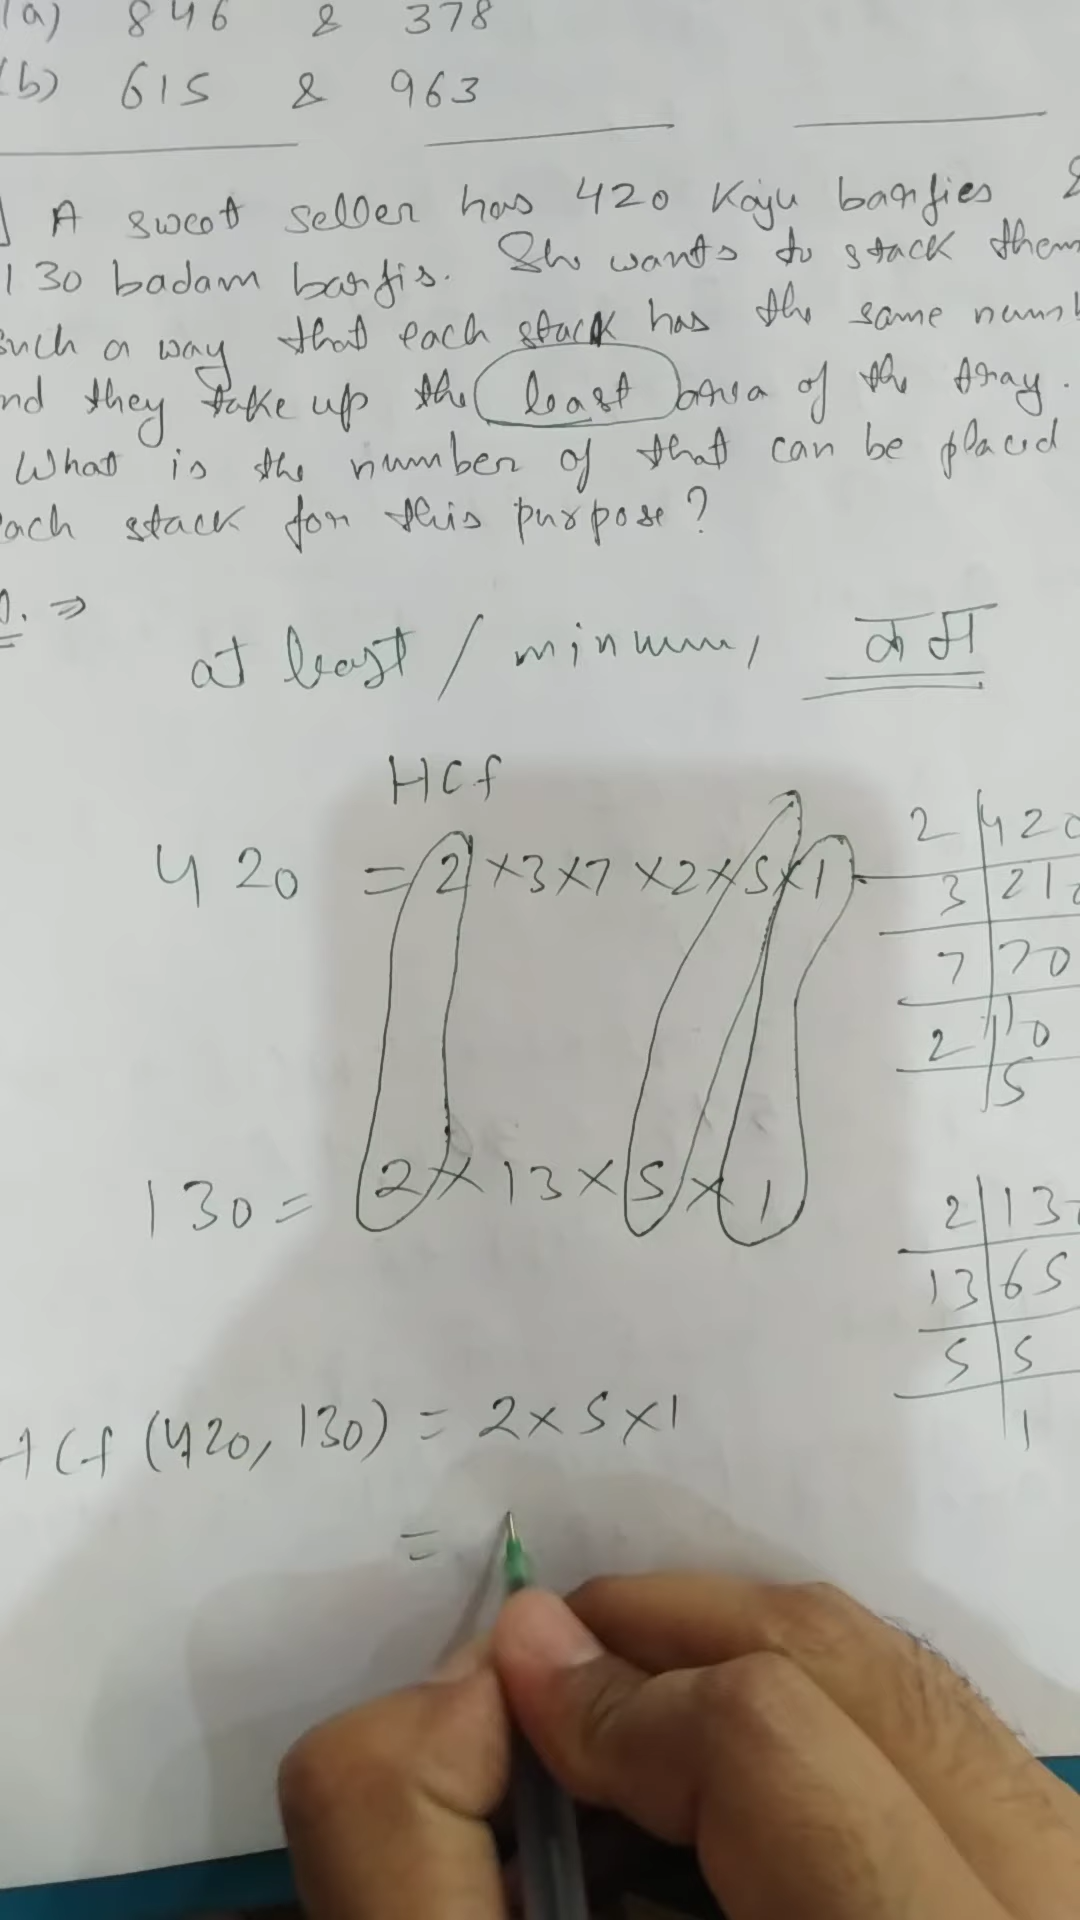 (a) 846 & 378
(b) 615 & 963
A sweet seller has 420 Kaju barfies &
130 badam barfis. She wants to stack them
such a way that each stack has the same numb
nd they take up the least area of the tray.
What is the number of that can be placed
each stack for this purpose?
⇒
at least / minimum, कम
HCf
420 = 2×3×7×2×5×1
130 = 2×13×5×1
2 | 420
3 | 210
7 | 70
2 | 10
5
2 | 130
13 | 65
5 | 5
1
HCf (420, 130) = 2×5×1
=